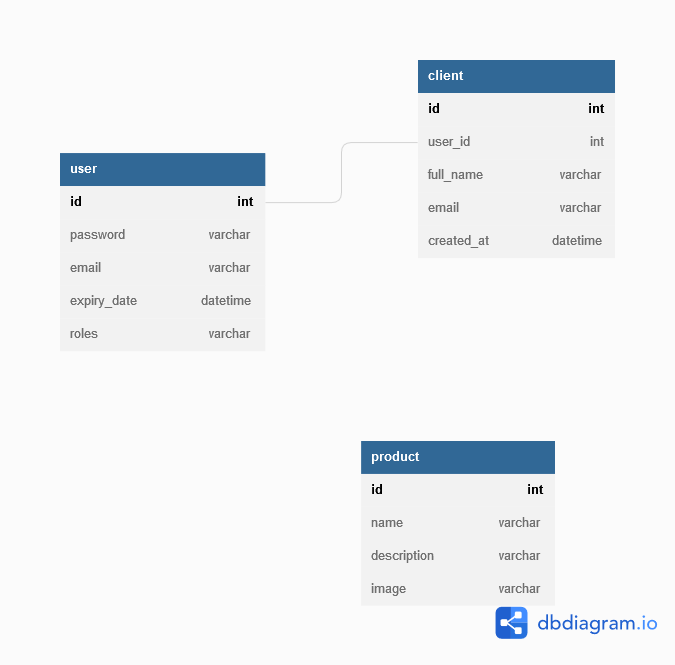 client
id int
user_id int
full_name varchar
email varchar
created_at datetime
user
id int
password varchar
email varchar
expiry_date datetime
roles varchar
product
id int
name varchar
description varchar
image varchar
dbdiagram.io